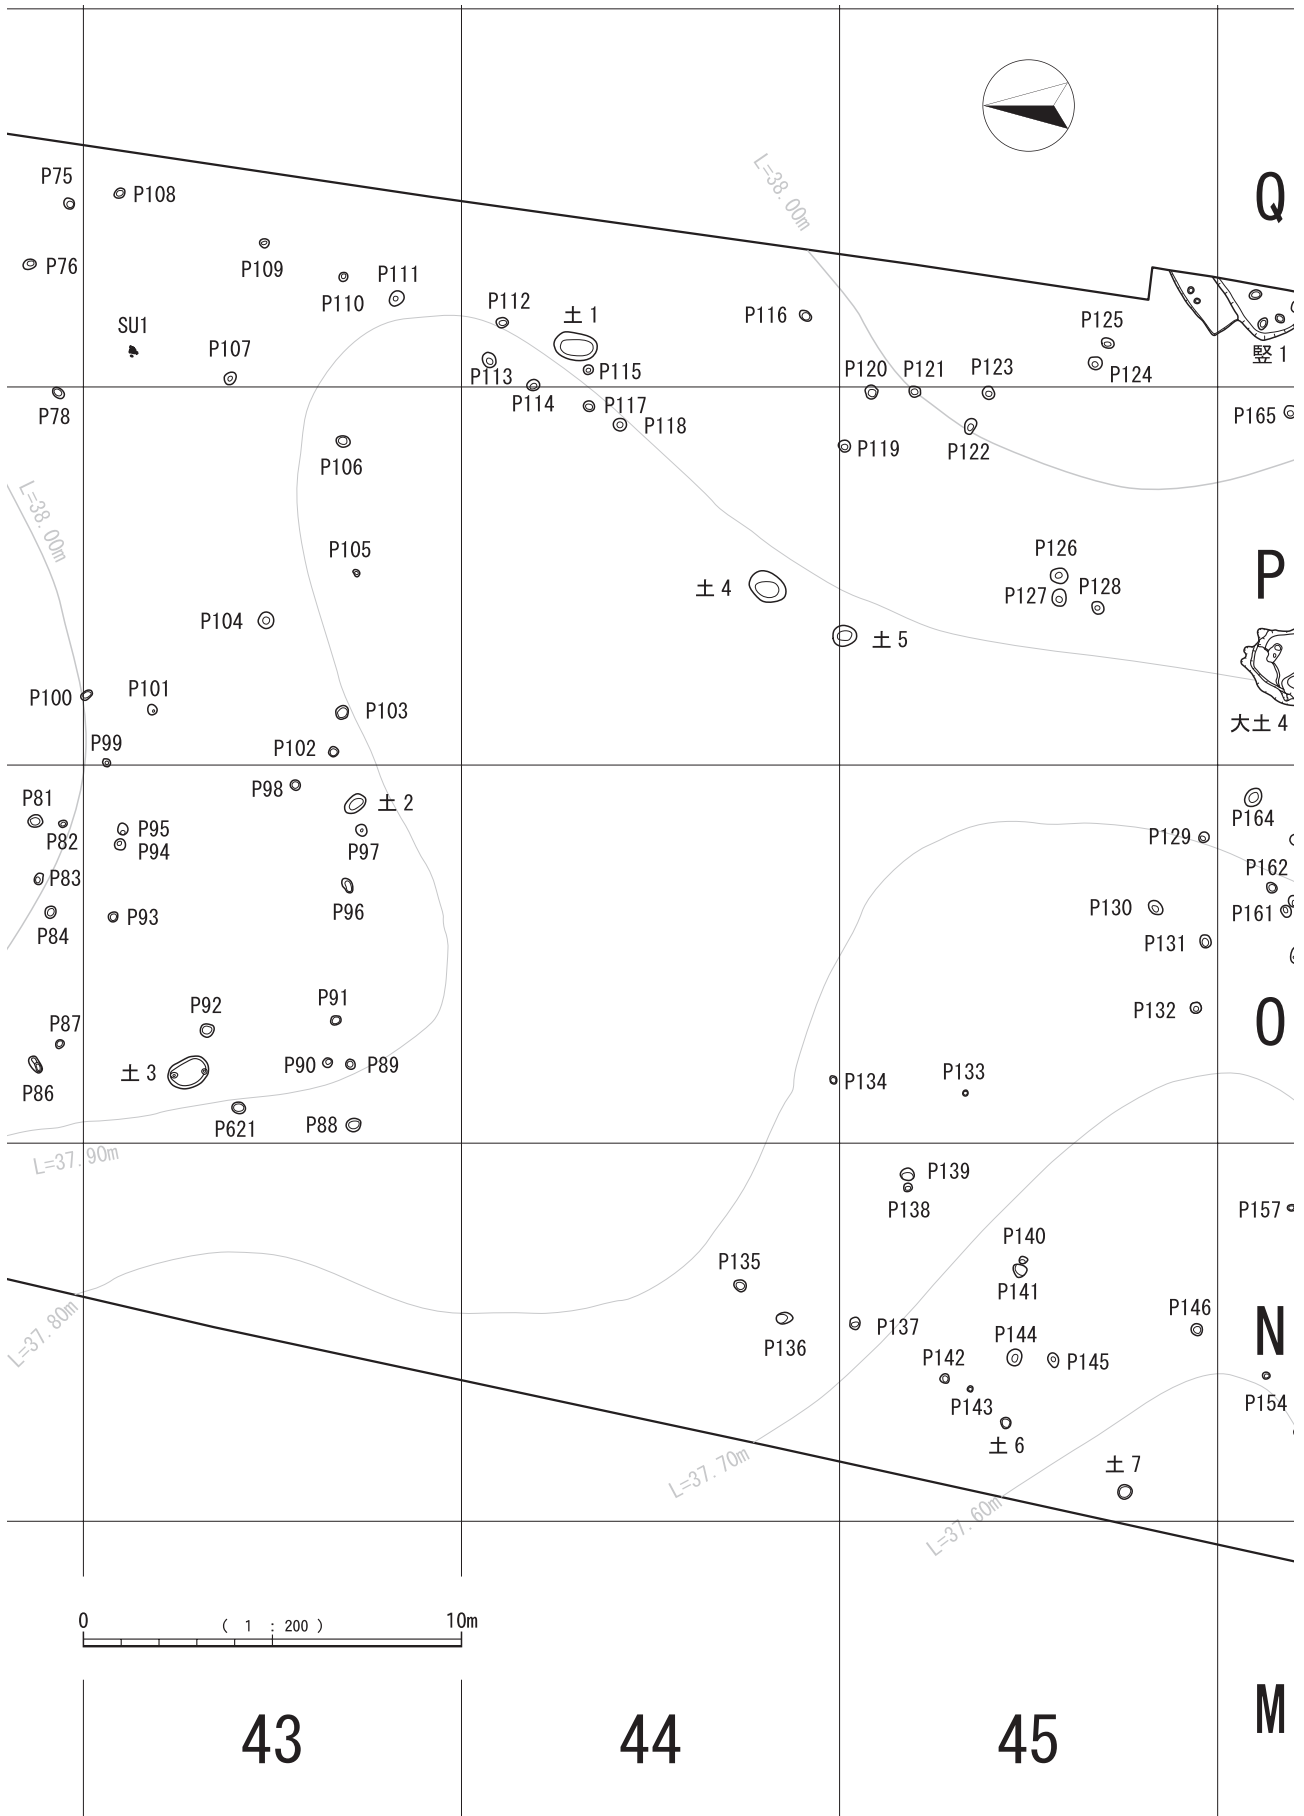 L=38.00m
Q
P75
P108
P109
P76
P110
P111
P112
土 1
P116
P125
SU1
P107
竪 1
P113
P115
P120
P121
P123
P124
P78
P114
P117
P118
P165
P106
P119
P122
L=38.00m
P105
P126
P
土 4
P127
P128
P104
土 5
P100
P101
P103
大土 4
P99
P102
P98
土 2
P81
P164
P82
P95
P94
P97
P129
P83
P162
P93
P96
P130
P161
P84
P131
P92
P91
P132
O
P87
土 3
P90
P89
P134
P133
P86
P621
P88
L=37.90m
P139
P138
P157
P140
P135
P141
L=37.80m
P136
P137
P146
N
P142
P144
P145
P143
P154
土 6
L=37.70m
土 7
L=37.60m
0
( 1 : 200 )
10m
M
43
44
45